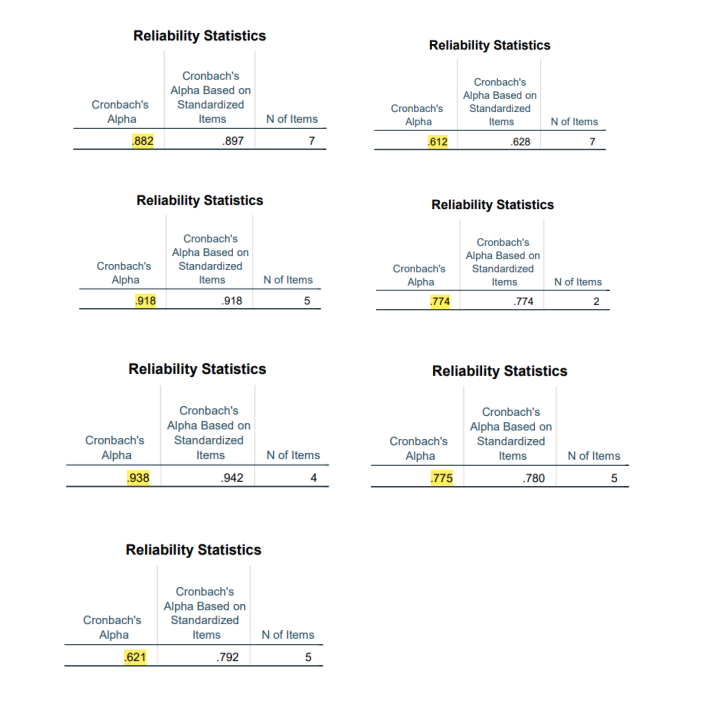 Reliability Statistics
Cronbach's
Alpha
Cronbach's
Alpha Based on
Standardized
Items
N of Items
.882 .897 7
Reliability Statistics
Cronbach's
Alpha
Cronbach's
Alpha Based on
Standardized
Items
N of Items
.612 .628 7
Reliability Statistics
Cronbach's
Alpha
Cronbach's
Alpha Based on
Standardized
Items
N of Items
.918 .918 5
Reliability Statistics
Cronbach's
Alpha
Cronbach's
Alpha Based on
Standardized
Items
N of Items
.774 .774 2
Reliability Statistics
Cronbach's
Alpha
Cronbach's
Alpha Based on
Standardized
Items
N of Items
.938 .942 4
Reliability Statistics
Cronbach's
Alpha
Cronbach's
Alpha Based on
Standardized
Items
N of Items
.775 .780 5
Reliability Statistics
Cronbach's
Alpha
Cronbach's
Alpha Based on
Standardized
Items
N of Items
.621 .792 5